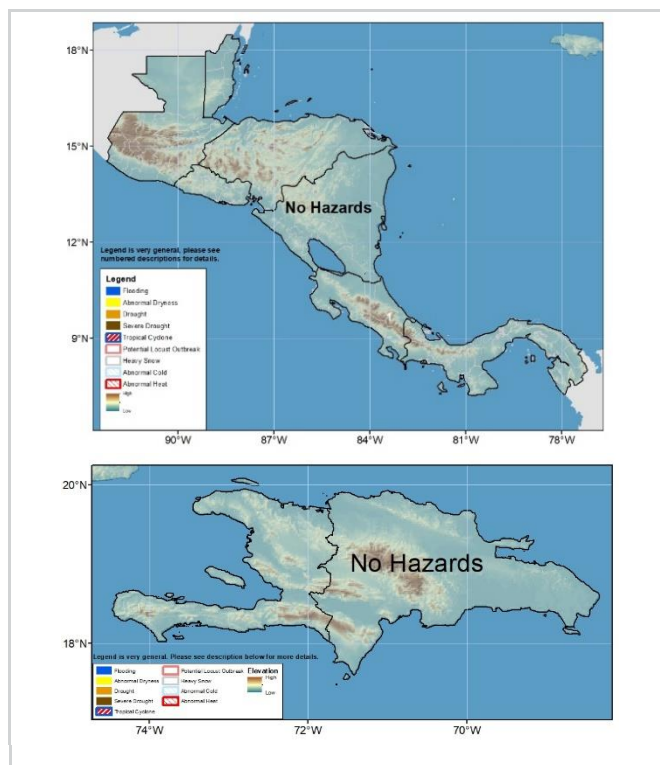 18°N
15°N
No Hazards
12°N
Legend is very general, please see
numbered descriptions for details.
Legend
Flooding
Abnormal Dryness
Drought
Severe Drought
Tropical Cyclone
Potential Locust Outbreak
Heavy Snow
Abnormal Cold
Abnormal Heat
High
Low
9°N
90°W 87°W 84°W 81°W 78°W
20°N
No Hazards
18°N
Legend is very general. Please see description below for more details.
Flooding Potential Locust Outbreak Elevation
Abnormal Dryness Heavy Snow High
Drought Abnormal Cold Low
Severe Drought Abnormal Heat
Tropical Cyclone
74°W 72°W 70°W